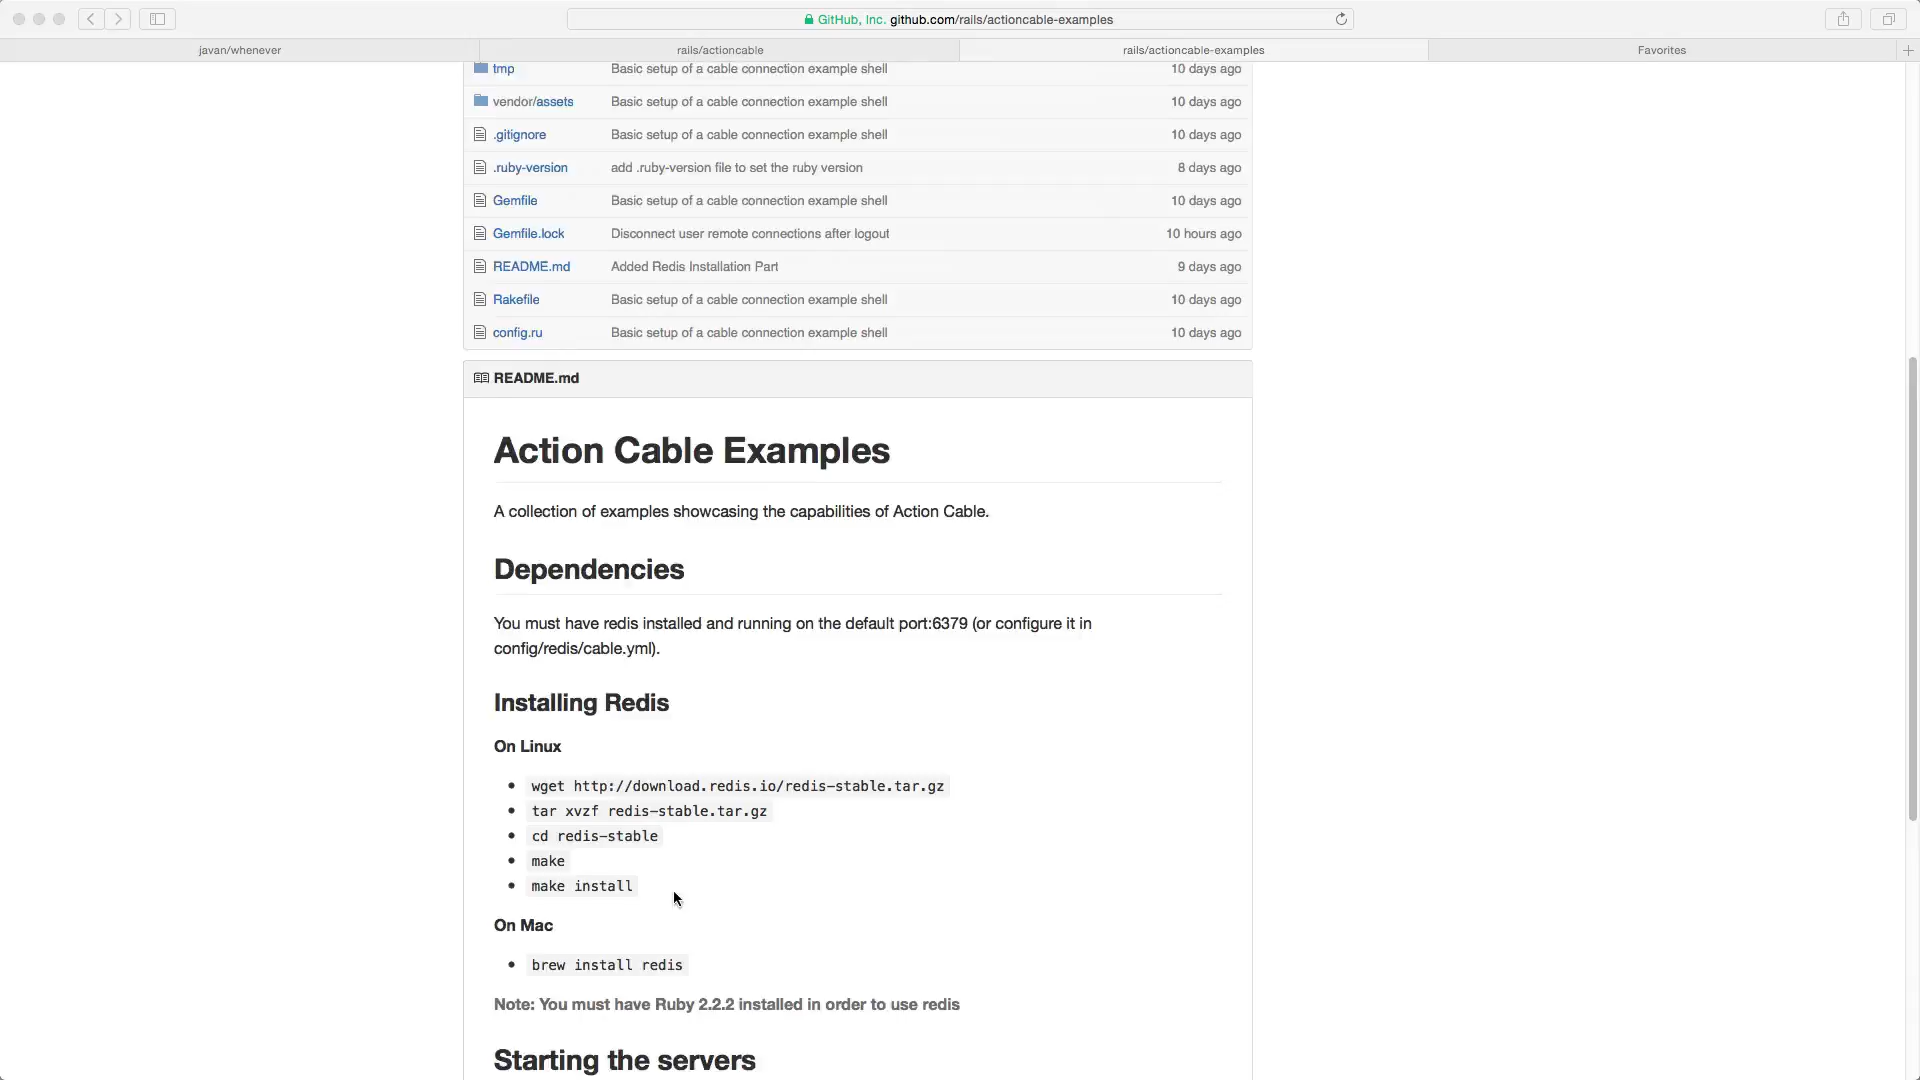 GitHub, Inc. github.com/rails/actioncable-examples
javan/whenever
rails/actioncable
rails/actioncable-examples
Favorites
tmp Basic setup of a cable connection example shell 10 days ago
vendor/assets Basic setup of a cable connection example shell 10 days ago
.gitignore Basic setup of a cable connection example shell 10 days ago
.ruby-version add .ruby-version file to set the ruby version 8 days ago
Gemfile Basic setup of a cable connection example shell 10 days ago
Gemfile.lock Disconnect user remote connections after logout 10 hours ago
README.md Added Redis Installation Part 9 days ago
Rakefile Basic setup of a cable connection example shell 10 days ago
config.ru Basic setup of a cable connection example shell 10 days ago
README.md
Action Cable Examples
A collection of examples showcasing the capabilities of Action Cable.
Dependencies
You must have redis installed and running on the default port:6379 (or configure it in
config/redis/cable.yml).
Installing Redis
On Linux
• wget http://download.redis.io/redis-stable.tar.gz
• tar xvzf redis-stable.tar.gz
• cd redis-stable
• make
• make install
On Mac
• brew install redis
Note: You must have Ruby 2.2.2 installed in order to use redis
Starting the servers